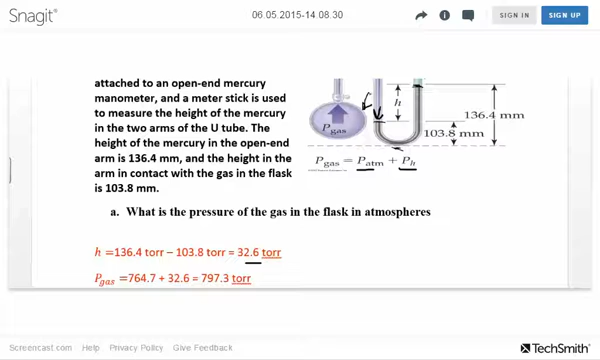 Snagit®
06.05.2015-14 08 30
SIGN IN
SIGN UP
attached to an open-end mercury
manometer, and a meter stick is used
to measure the height of the mercury
in the two arms of the U tube. The
height of the mercury in the open-end
arm is 136.4 mm, and the height in the
arm in contact with the gas in the flask
is 103.8 mm.
h
136.4 mm
P gas
103.8 mm
P gas = P atm + P h
a. What is the pressure of the gas in the flask in atmospheres
h =136.4 torr – 103.8 torr = 32.6 torr
P gas =764.7 + 32.6 = 797.3 torr
Screencast.com Help Privacy Policy Give Feedback
TechSmith®